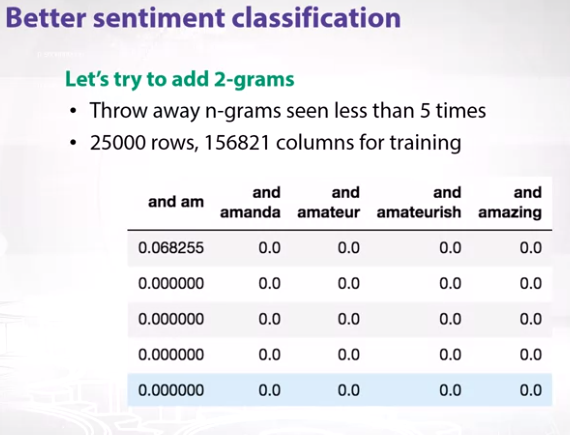 Better sentiment classification
Let's try to add 2-grams
• Throw away n-grams seen less than 5 times
• 25000 rows, 156821 columns for training
and am and amanda and amateur and amateurish and amazing
0.068255 0.0 0.0 0.0 0.0
0.000000 0.0 0.0 0.0 0.0
0.000000 0.0 0.0 0.0 0.0
0.000000 0.0 0.0 0.0 0.0
0.000000 0.0 0.0 0.0 0.0